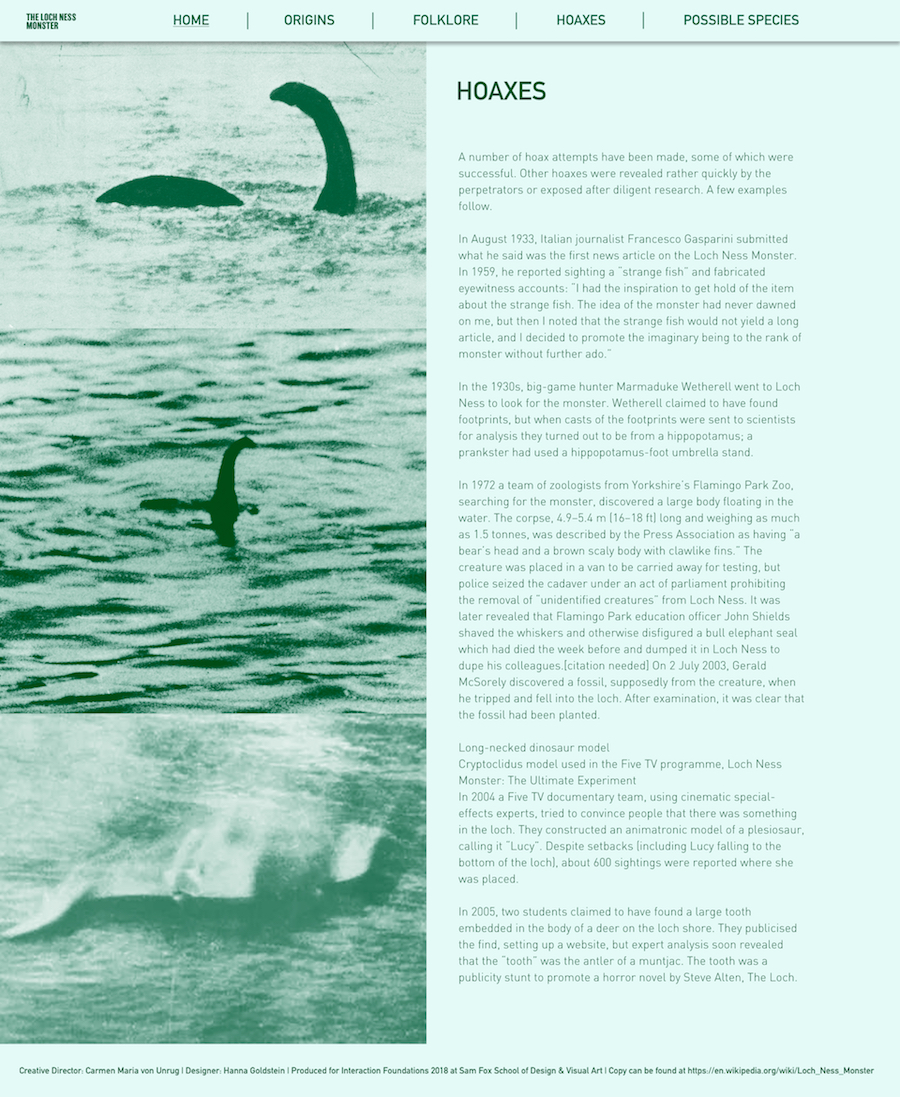 THE LOCH NESS
MONSTER
HOME | ORIGINS | FOLKLORE | HOAXES | POSSIBLE SPECIES
HOAXES
A number of hoax attempts have been made, some of which were
successful. Other hoaxes were revealed rather quickly by the
perpetrators or exposed after diligent research. A few examples
follow.
In August 1933, Italian journalist Francesco Gasparini submitted
what he said was the first news article on the Loch Ness Monster.
In 1959, he reported sighting a "strange fish" and fabricated
eyewitness accounts: "I had the inspiration to get hold of the item
about the strange fish. The idea of the monster had never dawned
on me, but then I noted that the strange fish would not yield a long
article, and I decided to promote the imaginary being to the rank of
monster without further ado."
In the 1930s, big-game hunter Marmaduke Wetherell went to Loch
Ness to look for the monster. Wetherell claimed to have found
footprints, but when casts of the footprints were sent to scientists
for analysis they turned out to be from a hippopotamus; a
prankster had used a hippopotamus-foot umbrella stand.
In 1972 a team of zoologists from Yorkshire's Flamingo Park Zoo,
searching for the monster, discovered a large body floating in the
water. The corpse, 4.9–5.4 m (16–18 ft) long and weighing as much
as 1.5 tonnes, was described by the Press Association as having "a
bear's head and a brown scaly body with clawlike fins." The
creature was placed in a van to be carried away for testing, but
police seized the cadaver under an act of parliament prohibiting
the removal of "unidentified creatures" from Loch Ness. It was
later revealed that Flamingo Park education officer John Shields
shaved the whiskers and otherwise disfigured a bull elephant seal
which had died the week before and dumped it in Loch Ness to
dupe his colleagues.[citation needed] On 2 July 2003, Gerald
McSorely discovered a fossil, supposedly from the creature, when
he tripped and fell into the loch. After examination, it was clear that
the fossil had been planted.
Long-necked dinosaur model
Cryptoclidus model used in the Five TV programme, Loch Ness
Monster: The Ultimate Experiment
In 2004 a Five TV documentary team, using cinematic special-
effects experts, tried to convince people that there was something
in the loch. They constructed an animatronic model of a plesiosaur,
calling it "Lucy". Despite setbacks (including Lucy falling to the
bottom of the loch), about 600 sightings were reported where she
was placed.
In 2005, two students claimed to have found a large tooth
embedded in the body of a deer on the loch shore. They publicised
the find, setting up a website, but expert analysis soon revealed
that the "tooth" was the antler of a muntjac. The tooth was a
publicity stunt to promote a horror novel by Steve Alten, The Loch.
Creative Director: Carmen Maria von Unrug | Designer: Hanna Goldstein | Produced for Interaction Foundations 2018 at Sam Fox School of Design & Visual Art | Copy can be found at https://en.wikipedia.org/wiki/Loch_Ness_Monster